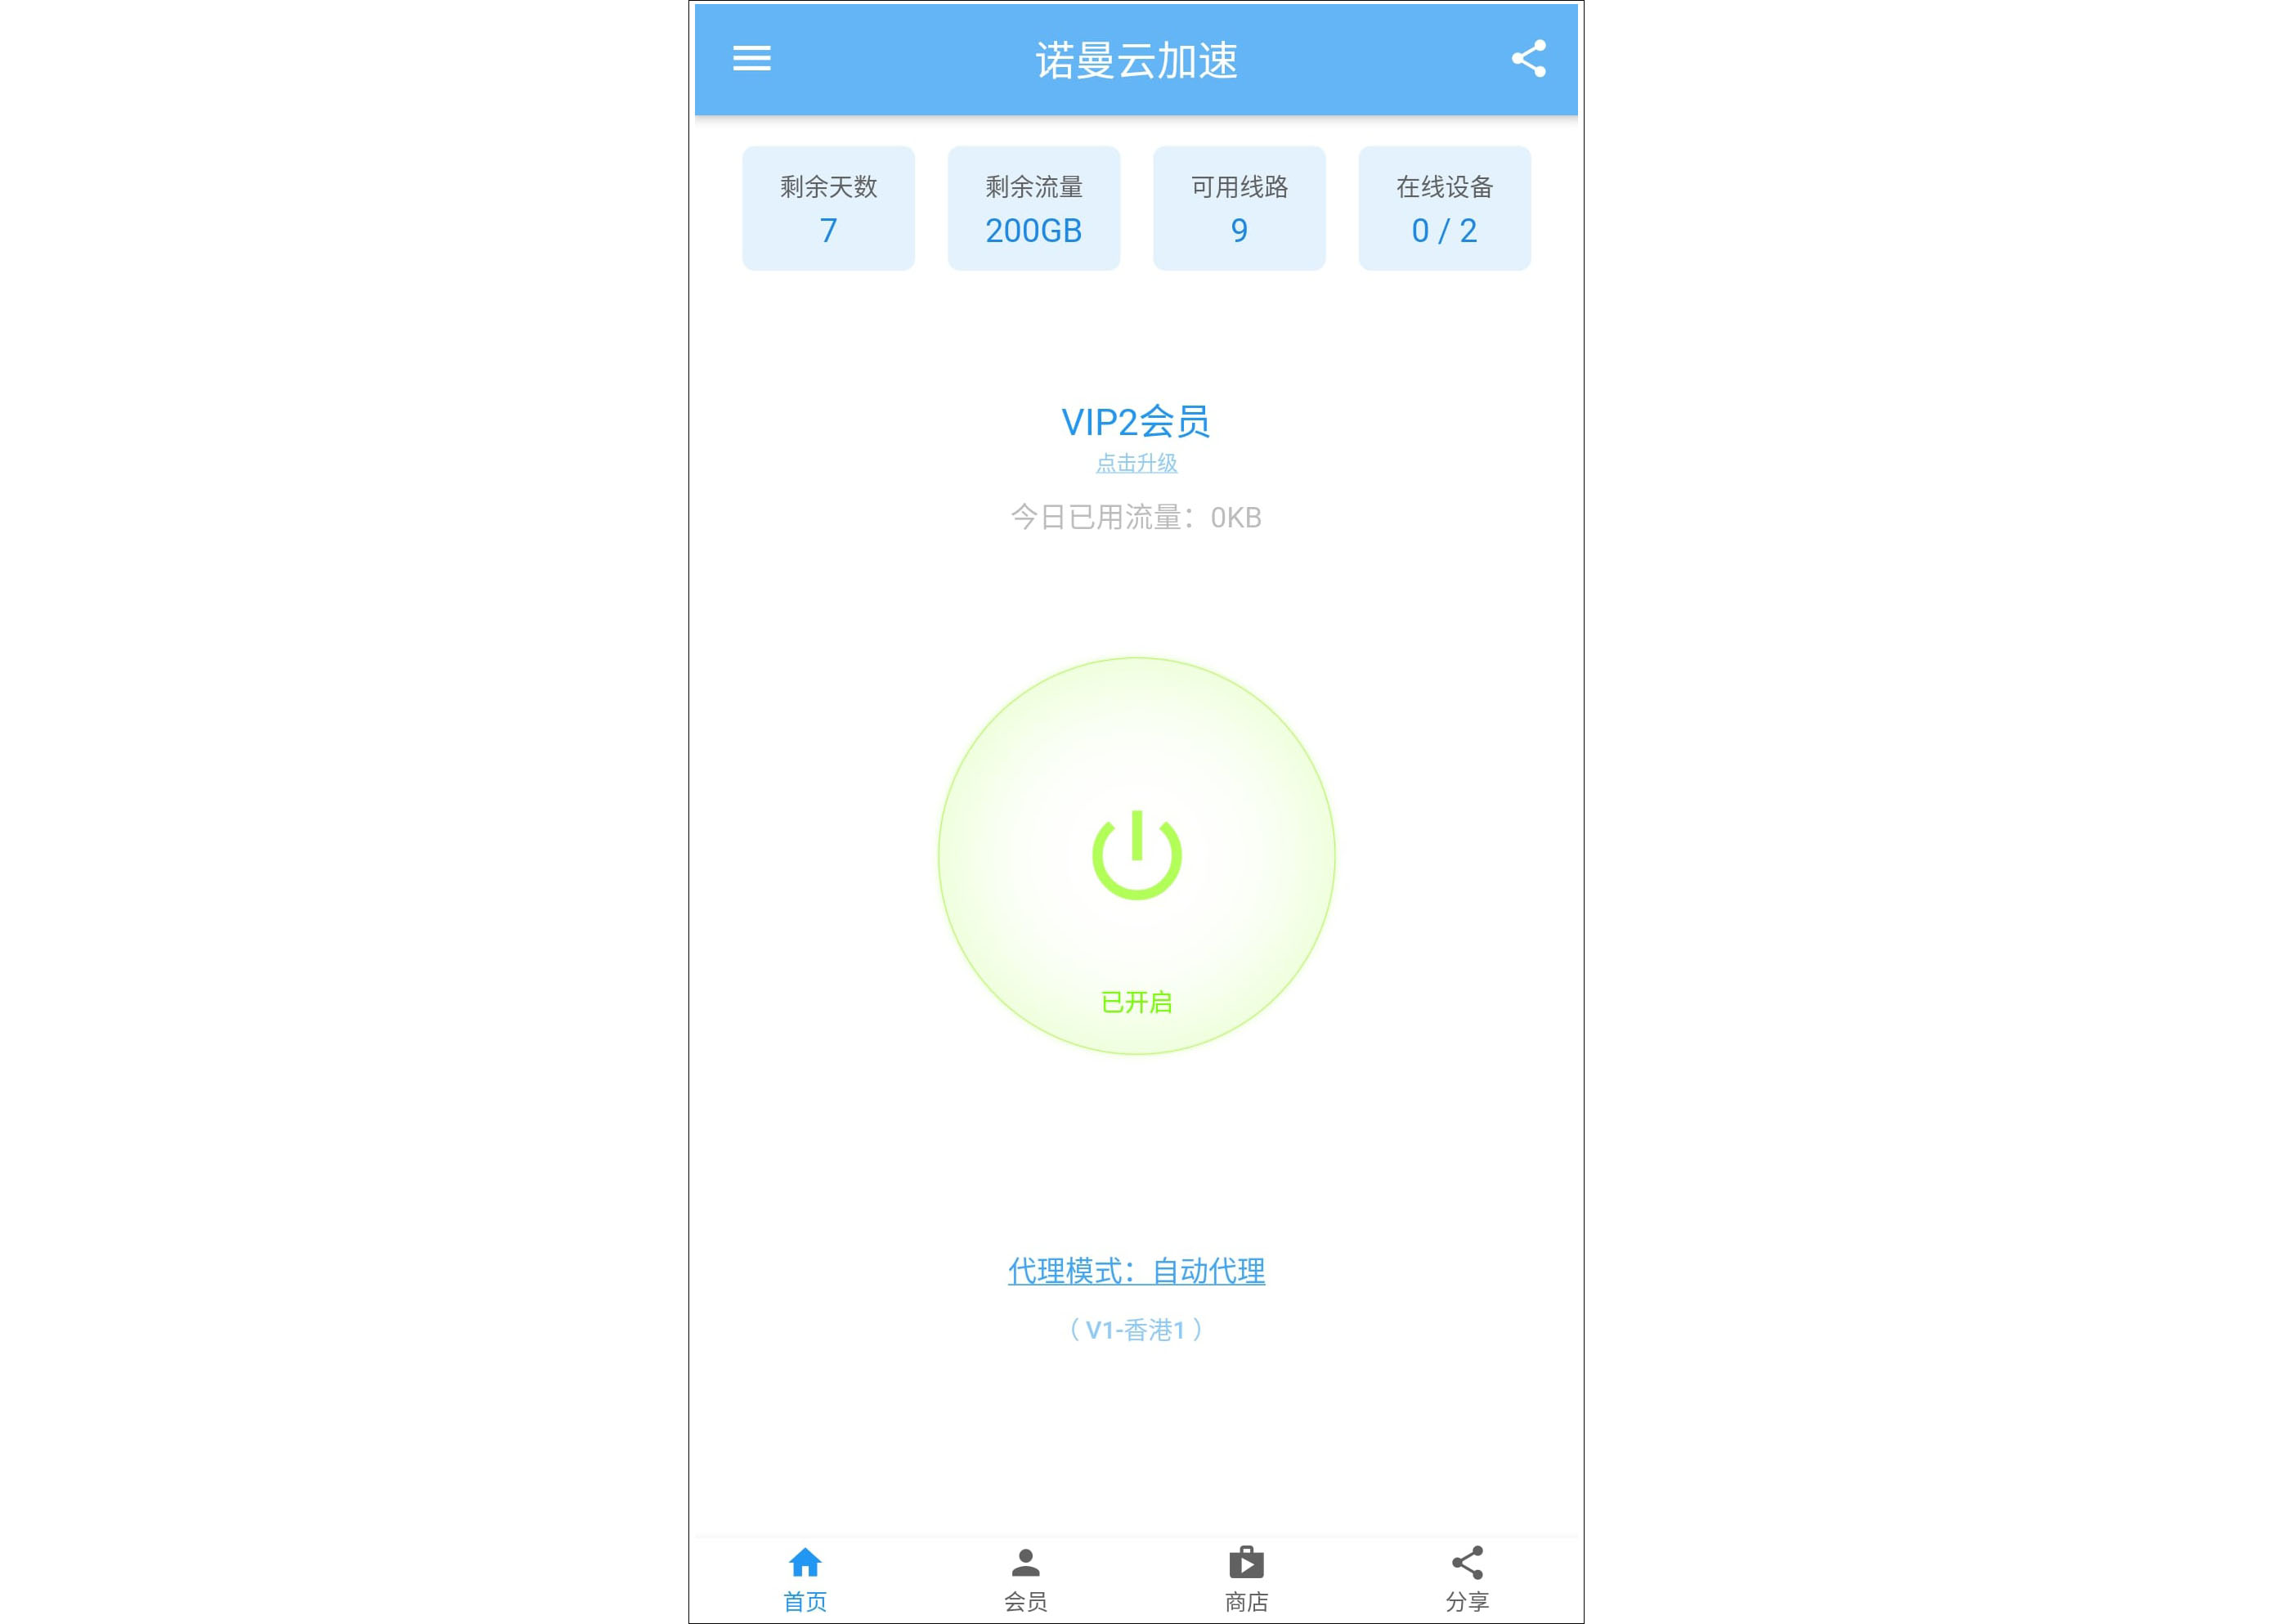 诺曼云加速
剩余天数
7
剩余流量
200GB
可用线路
9
在线设备
0 / 2
VIP2会员
点击升级
今日已用流量：0KB
已开启
代理模式：自动代理
（ V1-香港1 ）
首页
会员
商店
分享